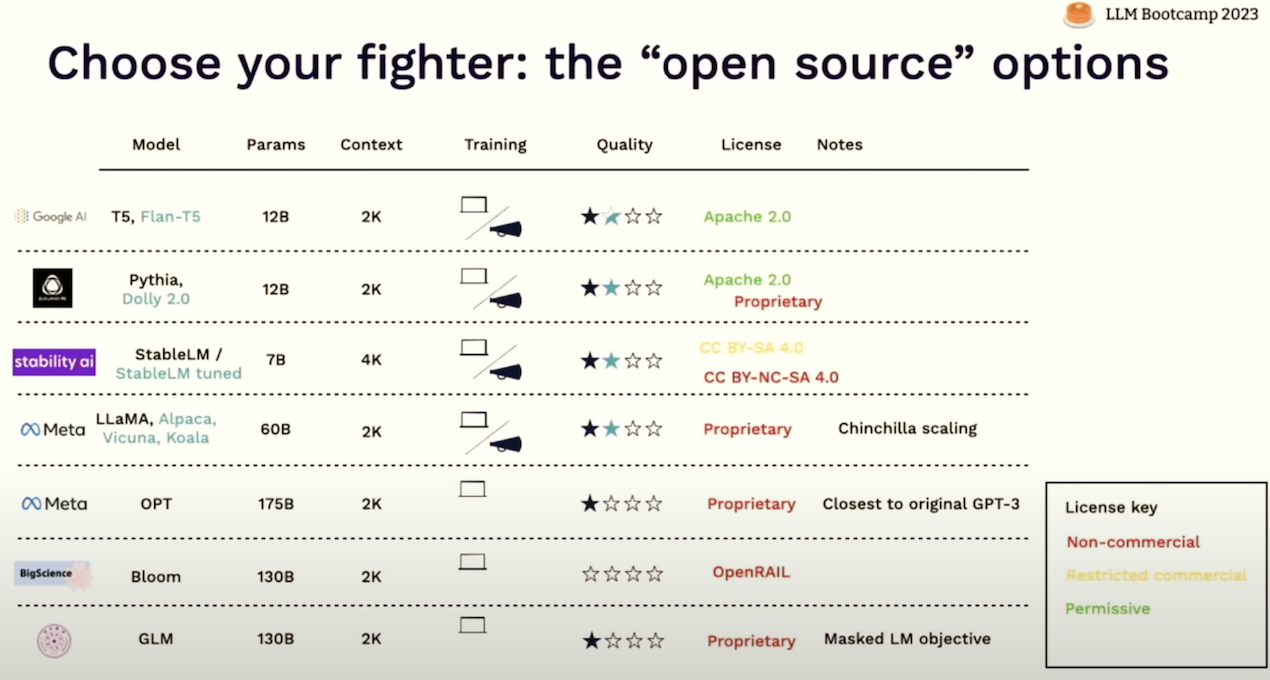 LLM Bootcamp 2023
Choose your fighter: the “open source” options
Model Params Context Training Quality License Notes
Google AI T5, Flan-T5 12B 2K Apache 2.0
Pythia,
Dolly 2.0
12B 2K
Apache 2.0
Proprietary
stability ai
StableLM /
StableLM tuned
7B 4K
CC BY-SA 4.0
CC BY-NC-SA 4.0
Meta
LLaMA, Alpaca,
Vicuna, Koala
60B 2K Proprietary Chinchilla scaling
Meta OPT 175B 2K Proprietary Closest to original GPT-3
BigScience Bloom 130B 2K OpenRAIL
GLM 130B 2K Proprietary Masked LM objective
License key
Non-commercial
Restricted commercial
Permissive